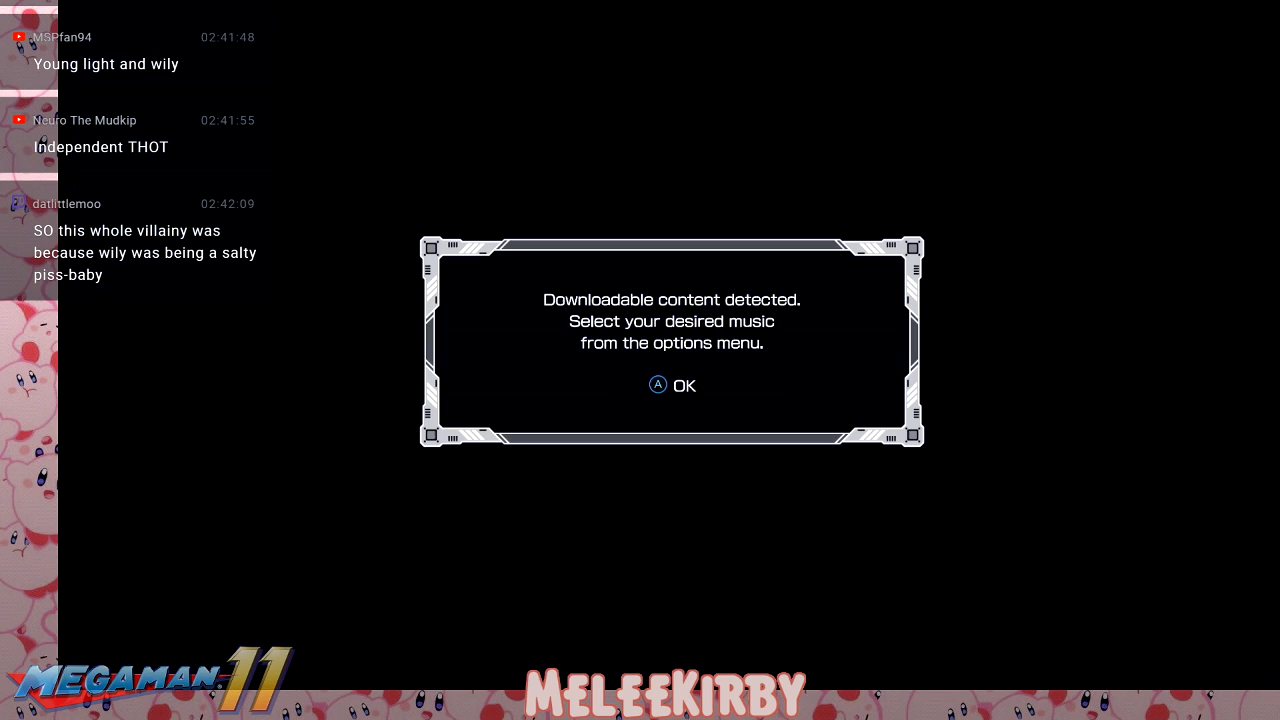 MSPfan94 02:41:48
Young light and wily
Neuro The Mudkip 02:41:55
Independent THOT
datlittlemoo 02:42:09
SO this whole villainy was
because wily was being a salty
piss-baby
Downloadable content detected.
Select your desired music
from the options menu.
A OK
MEGAMAN 11
MELEEKIRBY